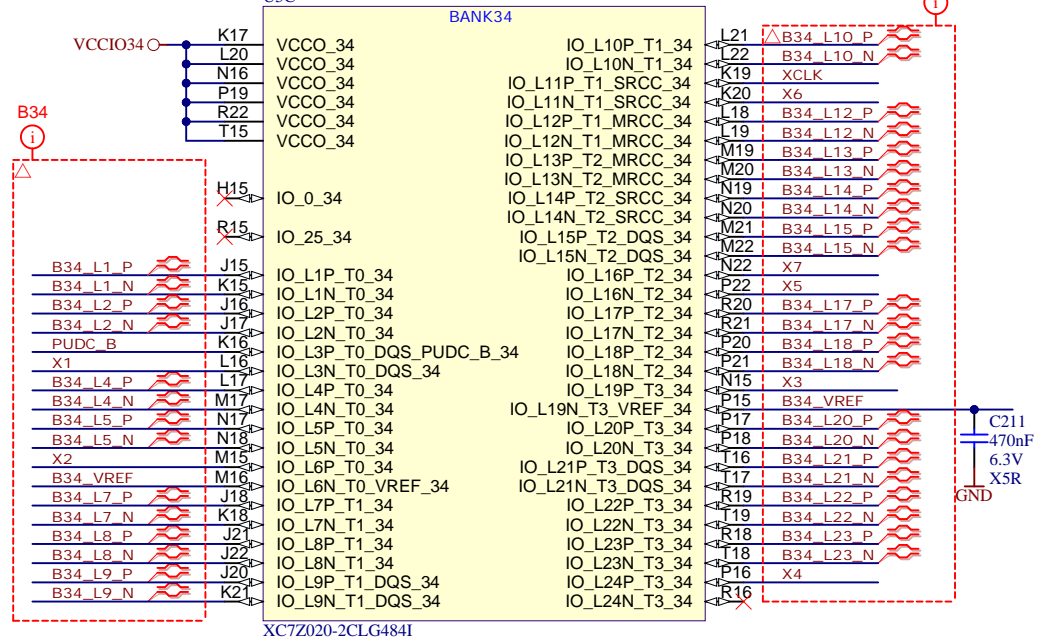 BANK34
VCCIO34
K17 VCCO_34
L20 VCCO_34
N16 VCCO_34
P19 VCCO_34
R22 VCCO_34
T15 VCCO_34
B34
i
H15 IO_0_34
R15 IO_25_34
B34_L1_P J15 IO_L1P_T0_34
B34_L1_N K15 IO_L1N_T0_34
B34_L2_P J16 IO_L2P_T0_34
B34_L2_N J17 IO_L2N_T0_34
PUDC_B K16 IO_L3P_T0_DQS_PUDC_B_34
X1 L16 IO_L3N_T0_DQS_34
B34_L4_P L17 IO_L4P_T0_34
B34_L4_N M17 IO_L4N_T0_34
B34_L5_P N17 IO_L5P_T0_34
B34_L5_N N18 IO_L5N_T0_34
X2 M15 IO_L6P_T0_34
B34_VREF M16 IO_L6N_T0_VREF_34
B34_L7_P J18 IO_L7P_T1_34
B34_L7_N K18 IO_L7N_T1_34
B34_L8_P J21 IO_L8P_T1_34
B34_L8_N J22 IO_L8N_T1_34
B34_L9_P J20 IO_L9P_T1_DQS_34
B34_L9_N K21 IO_L9N_T1_DQS_34
i
IO_L10P_T1_34 L21 B34_L10_P
IO_L10N_T1_34 L22 B34_L10_N
IO_L11P_T1_SRCC_34 K19 XCLK
IO_L11N_T1_SRCC_34 K20 X6
IO_L12P_T1_MRCC_34 L18 B34_L12_P
IO_L12N_T1_MRCC_34 L19 B34_L12_N
IO_L13P_T2_MRCC_34 M19 B34_L13_P
IO_L13N_T2_MRCC_34 M20 B34_L13_N
IO_L14P_T2_SRCC_34 N19 B34_L14_P
IO_L14N_T2_SRCC_34 N20 B34_L14_N
IO_L15P_T2_DQS_34 M21 B34_L15_P
IO_L15N_T2_DQS_34 M22 B34_L15_N
IO_L16P_T2_34 N22 X7
IO_L16N_T2_34 P22 X5
IO_L17P_T2_34 R20 B34_L17_P
IO_L17N_T2_34 R21 B34_L17_N
IO_L18P_T2_34 P20 B34_L18_P
IO_L18N_T2_34 P21 B34_L18_N
IO_L19P_T3_34 N15 X3
IO_L19N_T3_VREF_34 P15 B34_VREF
IO_L20P_T3_34 P17 B34_L20_P
IO_L20N_T3_34 P18 B34_L20_N
IO_L21P_T3_DQS_34 T16 B34_L21_P
IO_L21N_T3_DQS_34 T17 B34_L21_N
IO_L22P_T3_34 R19 B34_L22_P
IO_L22N_T3_34 T19 B34_L22_N
IO_L23P_T3_34 R18 B34_L23_P
IO_L23N_T3_34 T18 B34_L23_N
IO_L24P_T3_34 P16 X4
IO_L24N_T3_34 R16
C211
470nF
6.3V
X5R
GND
XC7Z020-2CLG484I